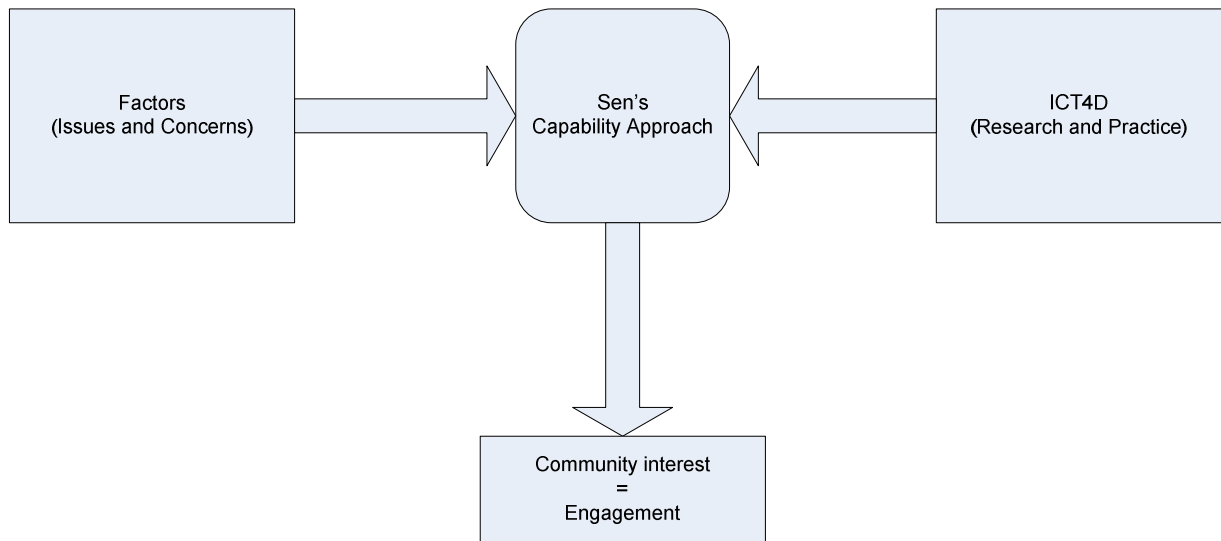 Factors
(Issues and Concerns)
Sen’s
Capability Approach
ICT4D
(Research and Practice)
Community interest
=
Engagement